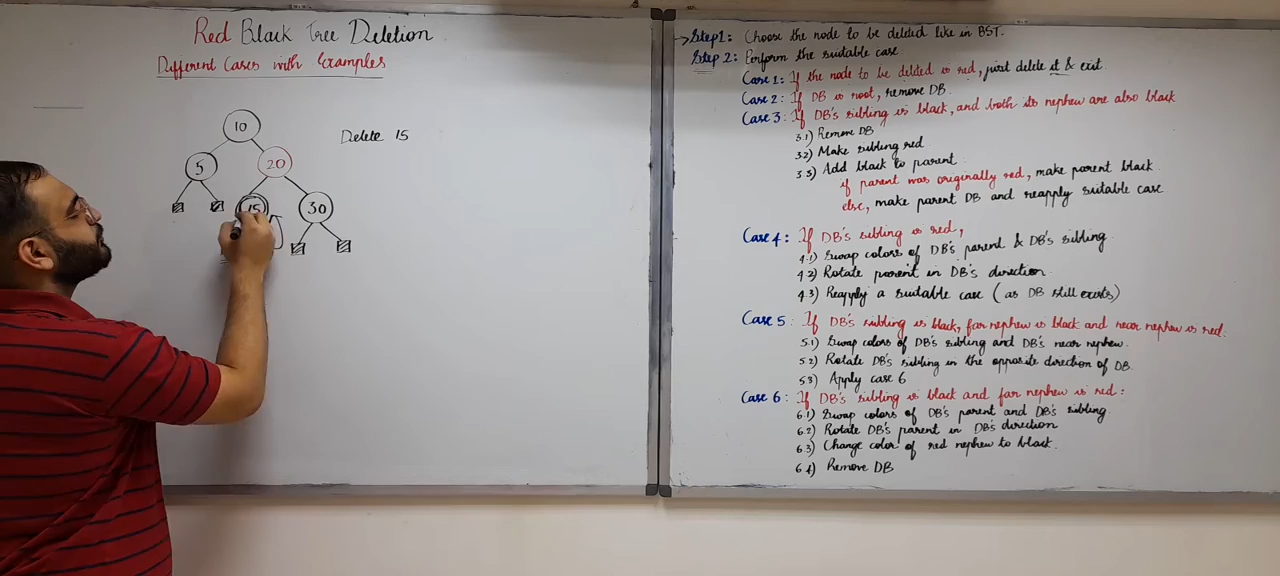 Red Black Tree Deletion
Different Cases with Examples
10
Delete 15
5
20
15
30
Step1: Choose the node to be deleted like in BST.
Step 2: Perform the suitable case.
Case 1: If the node to be deleted is red, just delete it & exit.
Case 2: If DB is root, remove DB.
Case 3: If DB's sibling is black, and both its nephew are also black
3.1) Remove DB
3.2) Make sibling red
3.3) Add black to parent:
if parent was originally red, make parent black.
else, make parent DB and reapply suitable case
Case 4: If DB's sibling is red,
4.1) Swap colors of DB's parent & DB's sibling.
4.2) Rotate parent in DB's direction.
4.3) Reapply a suitable case (as DB still exists)
Case 5: If DB's sibling is black, far nephew is black and near nephew is red.
5.1) Swap colors of DB's sibling and DB's near nephew.
5.2) Rotate DB's sibling in the opposite direction of DB.
5.3) Apply case 6
Case 6: If DB's sibling is black and far nephew is red:
6.1) Swap colors of DB's parent and DB's sibling
6.2) Rotate DB's parent in DB's direction
6.3) Change color of red nephew to black.
6.4) Remove DB